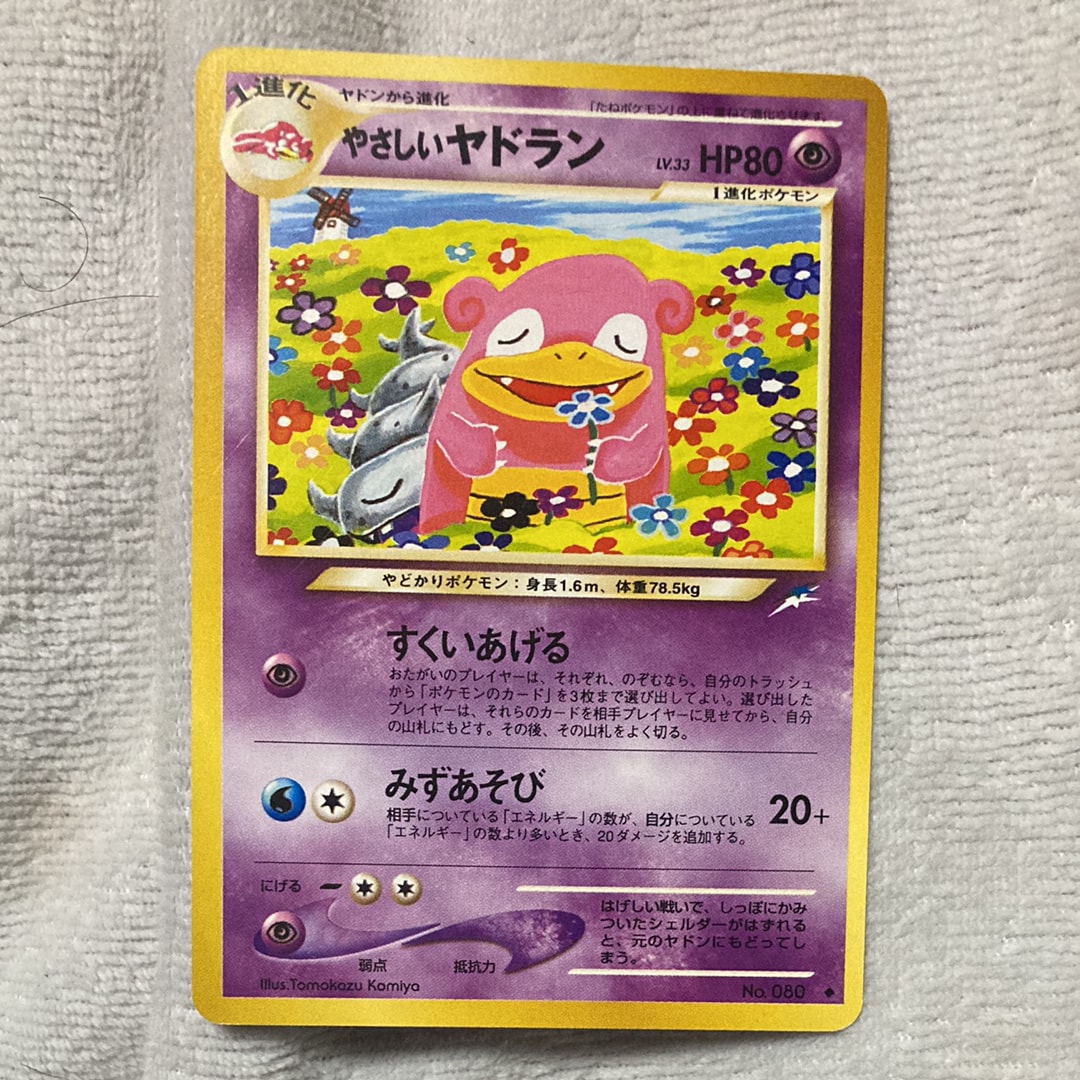 1進化
ヤドンから進化
「たねポケモン」の上に重ねて進化させます。
やさしいヤドラン
LV.33 HP80
1進化ポケモン
やどかりポケモン：身長1.6m、体重78.5kg
すくいあげる
おたがいのプレイヤーは、それぞれ、のぞむなら、自分のトラッシュ
から「ポケモンのカード」を3枚まで選び出してよい。選び出した
プレイヤーは、それらのカードを相手プレイヤーに見せてから、自分
の山札にもどす。その後、その山札をよく切る。
みずあそび
20+
相手についている「エネルギー」の数が、自分についている
「エネルギー」の数より多いとき、20ダメージを追加する。
にげる
弱点
抵抗力
はげしい戦いで、しっぽにかみ
ついたシェルダーがはずれる
と、元のヤドンにもどってし
まう。
Illus.Tomokazu Komiya
No. 080